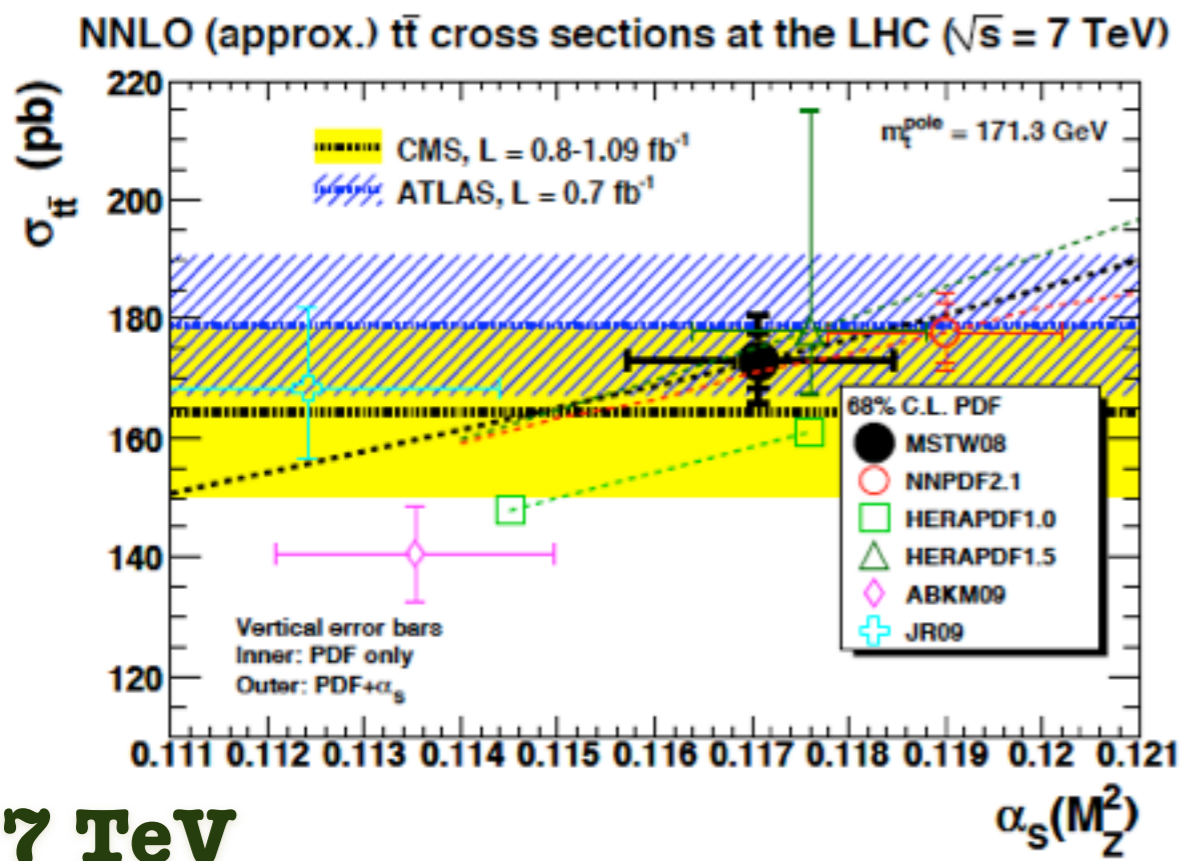 NNLO (approx.) tt̄ cross sections at the LHC (√s = 7 TeV)
σtt̄ (pb)
220
200
180
160
140
120
mₜᵖᵒˡᵉ = 171.3 GeV
CMS, L = 0.8-1.09 fb⁻¹
ATLAS, L = 0.7 fb⁻¹
68% C.L. PDF
MSTW08
NNPDF2.1
HERAPDF1.0
HERAPDF1.5
ABKM09
JR09
Vertical error bars
Inner: PDF only
Outer: PDF+αₛ
0.111 0.112 0.113 0.114 0.115 0.116 0.117 0.118 0.119 0.12 0.121
αS(M²Z)
7 TeV